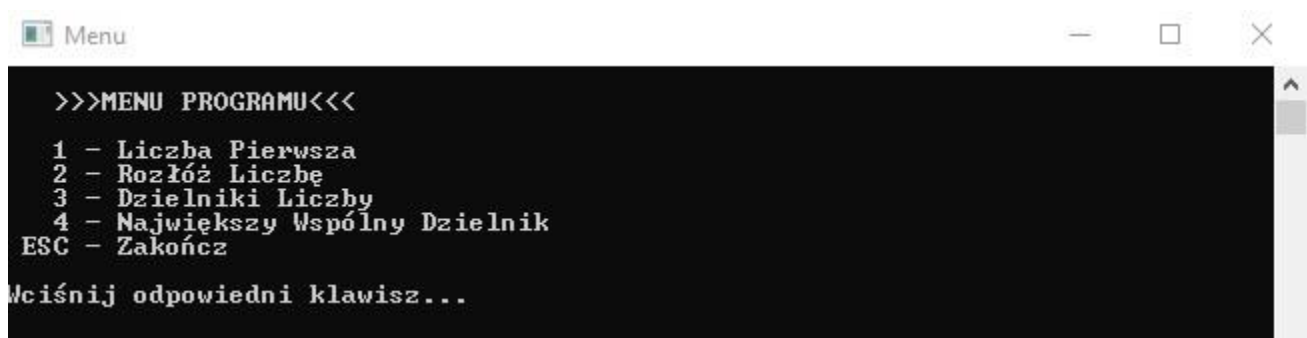 Menu
>>>MENU PROGRAMU<<<
1 - Liczba Pierwsza
2 - Rozłóż Liczbę
3 - Dzielniki Liczby
4 - Największy Wspólny Dzielnik
ESC - Zakończ
Wciśnij odpowiedni klawisz...